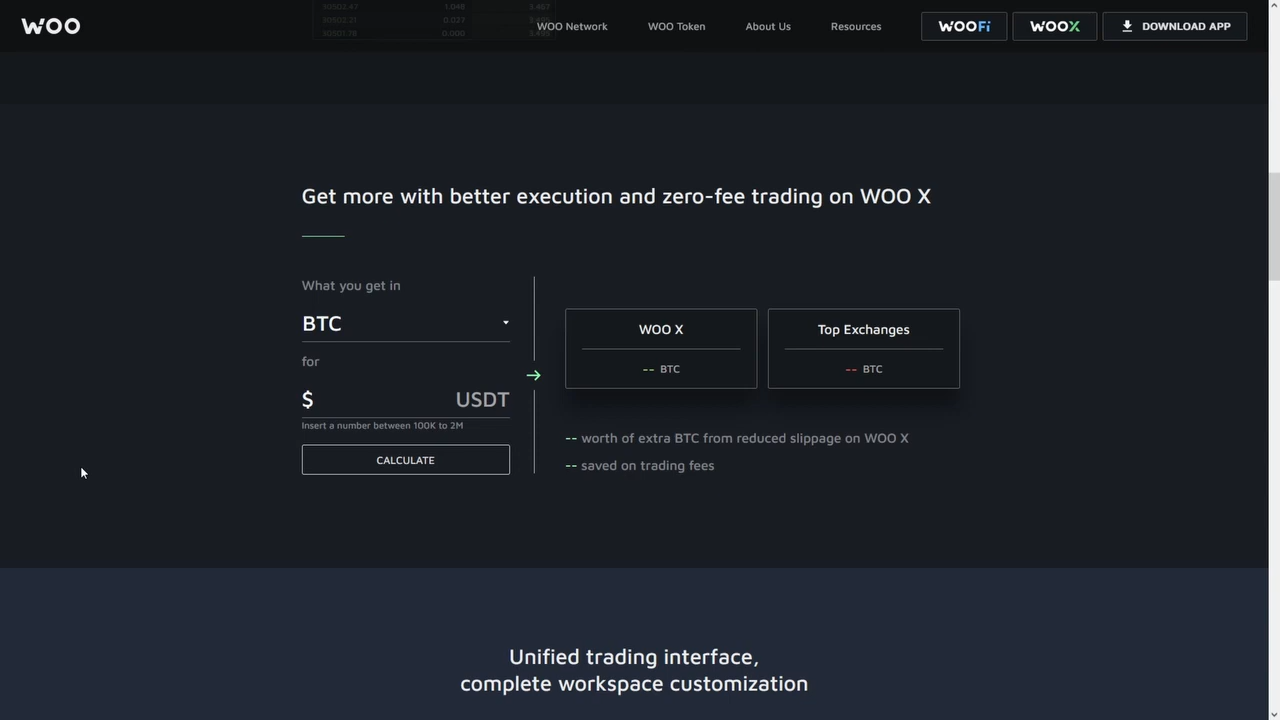 WOO
WOO Network
WOO Token
About Us
Resources
WOOFi
WOOX
DOWNLOAD APP
Get more with better execution and zero-fee trading on WOO X
What you get in
BTC
for
$ USDT
Insert a number between 100K to 2M
CALCULATE
WOO X
-- BTC
Top Exchanges
-- BTC
-- worth of extra BTC from reduced slippage on WOO X
-- saved on trading fees
Unified trading interface,
complete workspace customization